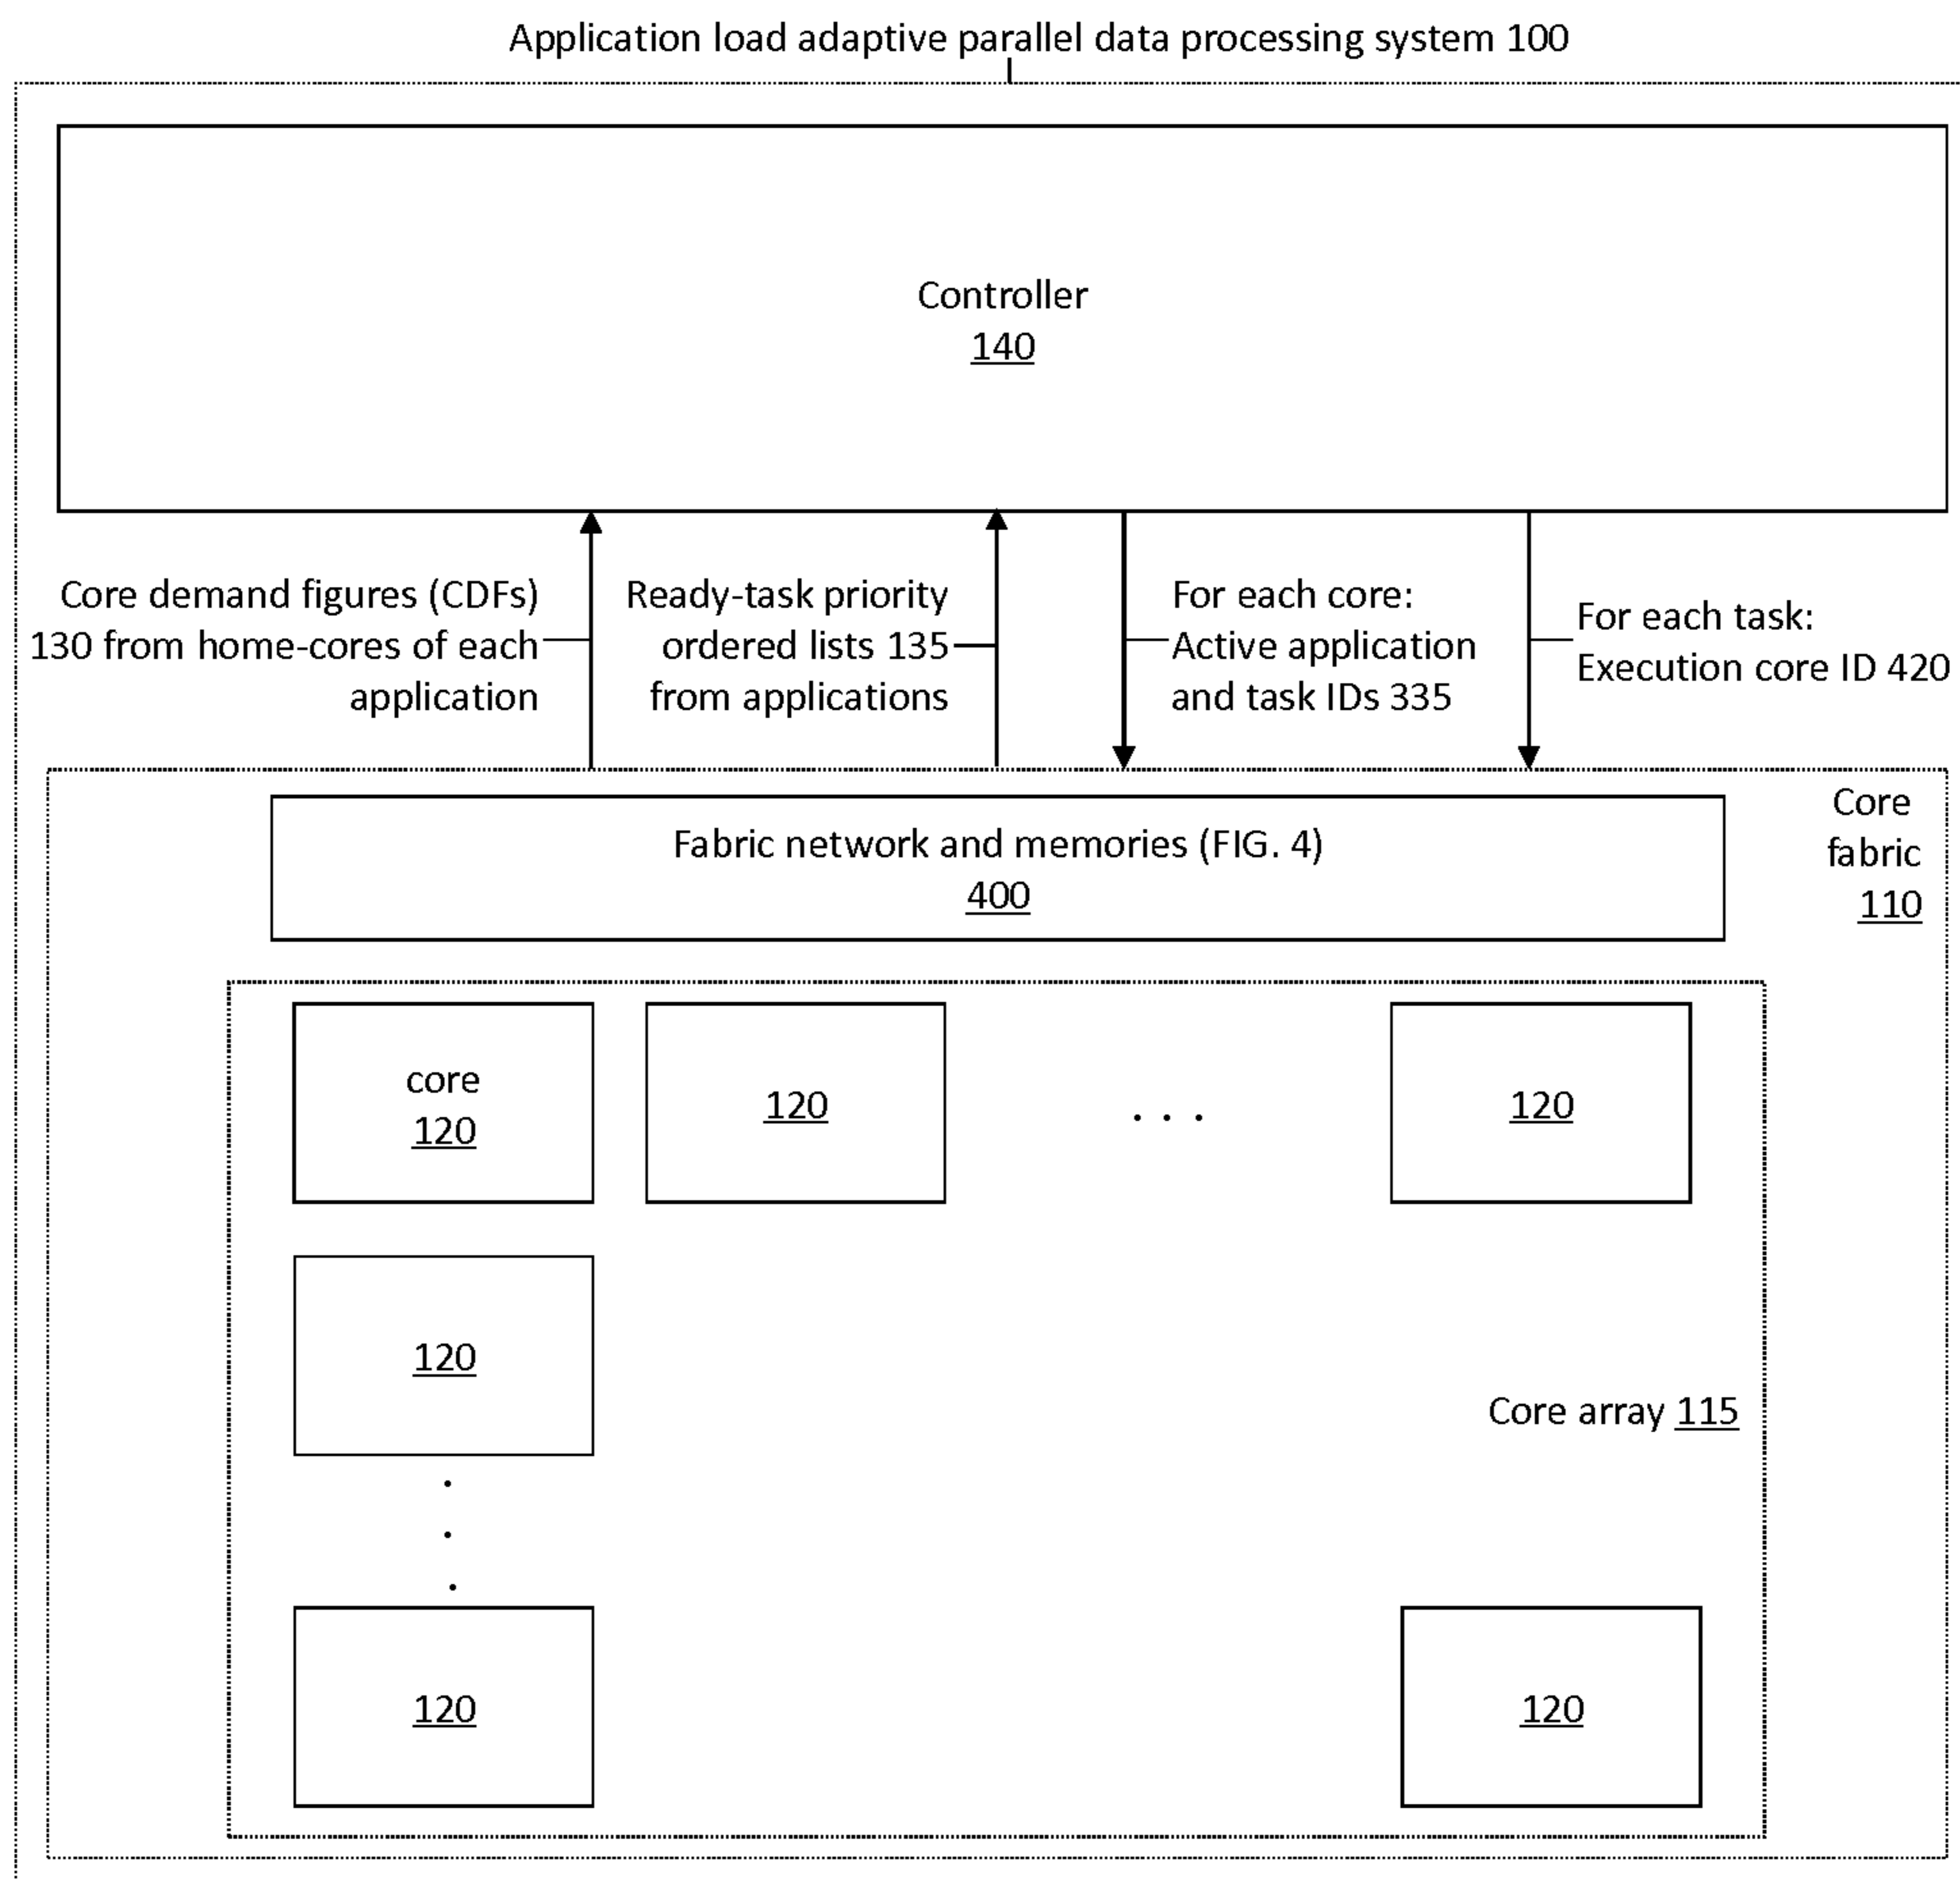 Application load adaptive parallel data processing system 100
Controller
140
Core demand figures (CDFs)
130 from home-cores of each
application
Ready-task priority
ordered lists 135
from applications
For each core:
Active application
and task IDs 335
For each task:
Execution core ID 420
Fabric network and memories (FIG. 4)
400
Core
fabric
110
core
120
120
. . .
120
120
.
.
.
Core array 115
120
120